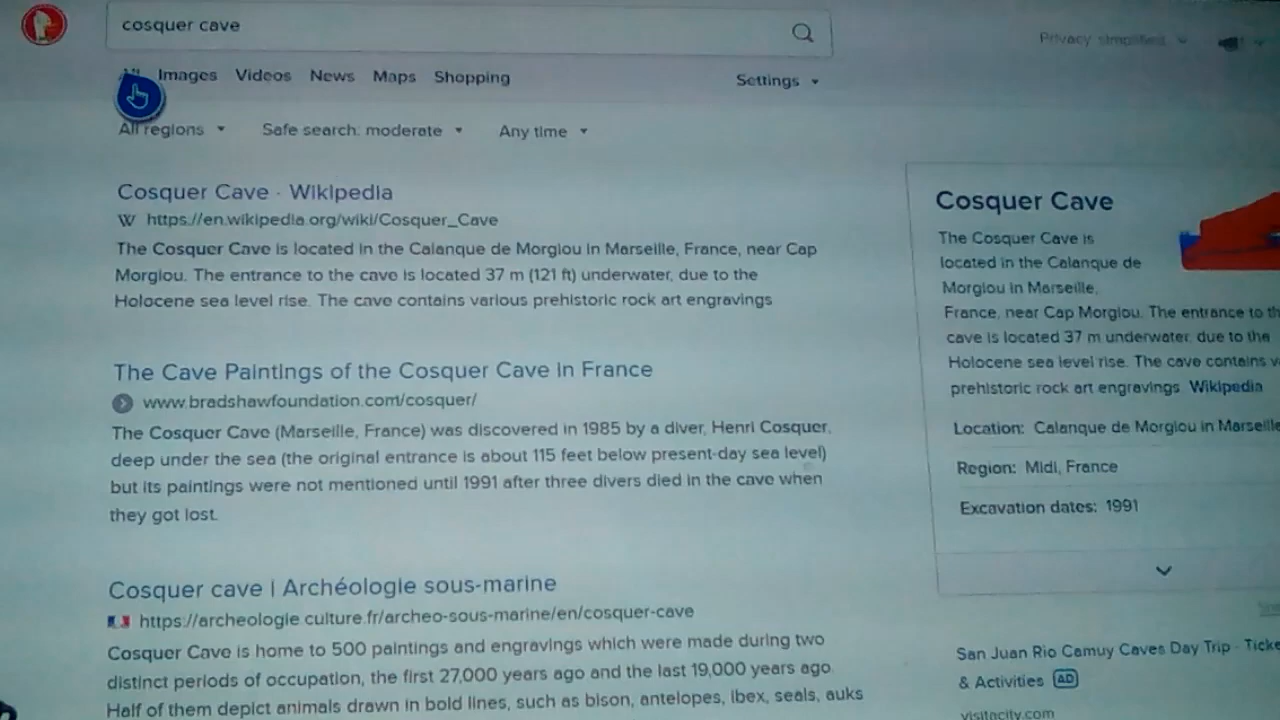 cosquer cave
Privacy simplified
Images Videos News Maps Shopping
Settings
All regions Safe search: moderate Any time
Cosquer Cave - Wikipedia
W https://en.wikipedia.org/wiki/Cosquer_Cave
The Cosquer Cave is located in the Calanque de Morgiou in Marseille, France, near Cap
Morgiou. The entrance to the cave is located 37 m (121 ft) underwater, due to the
Holocene sea level rise. The cave contains various prehistoric rock art engravings
The Cave Paintings of the Cosquer Cave in France
www.bradshawfoundation.com/cosquer/
The Cosquer Cave (Marseille, France) was discovered in 1985 by a diver, Henri Cosquer,
deep under the sea (the original entrance is about 115 feet below present-day sea level)
but its paintings were not mentioned until 1991 after three divers died in the cave when
they got lost.
Cosquer cave | Archéologie sous-marine
https://archeologie.culture.fr/archeo-sous-marine/en/cosquer-cave
Cosquer Cave is home to 500 paintings and engravings which were made during two
distinct periods of occupation, the first 27,000 years ago and the last 19,000 years ago.
Half of them depict animals drawn in bold lines, such as bison, antelopes, ibex, seals, auks
Cosquer Cave
The Cosquer Cave is
located in the Calanque de
Morgiou in Marseille,
France, near Cap Morgiou. The entrance to
cave is located 37 m underwater, due to the
Holocene sea level rise. The cave contains
prehistoric rock art engravings. Wikipedia
Location: Calanque de Morgiou in Marseille
Region: Midi, France
Excavation dates: 1991
San Juan Rio Camuy Caves Day Trip -
& Activities AD
visitacity.com